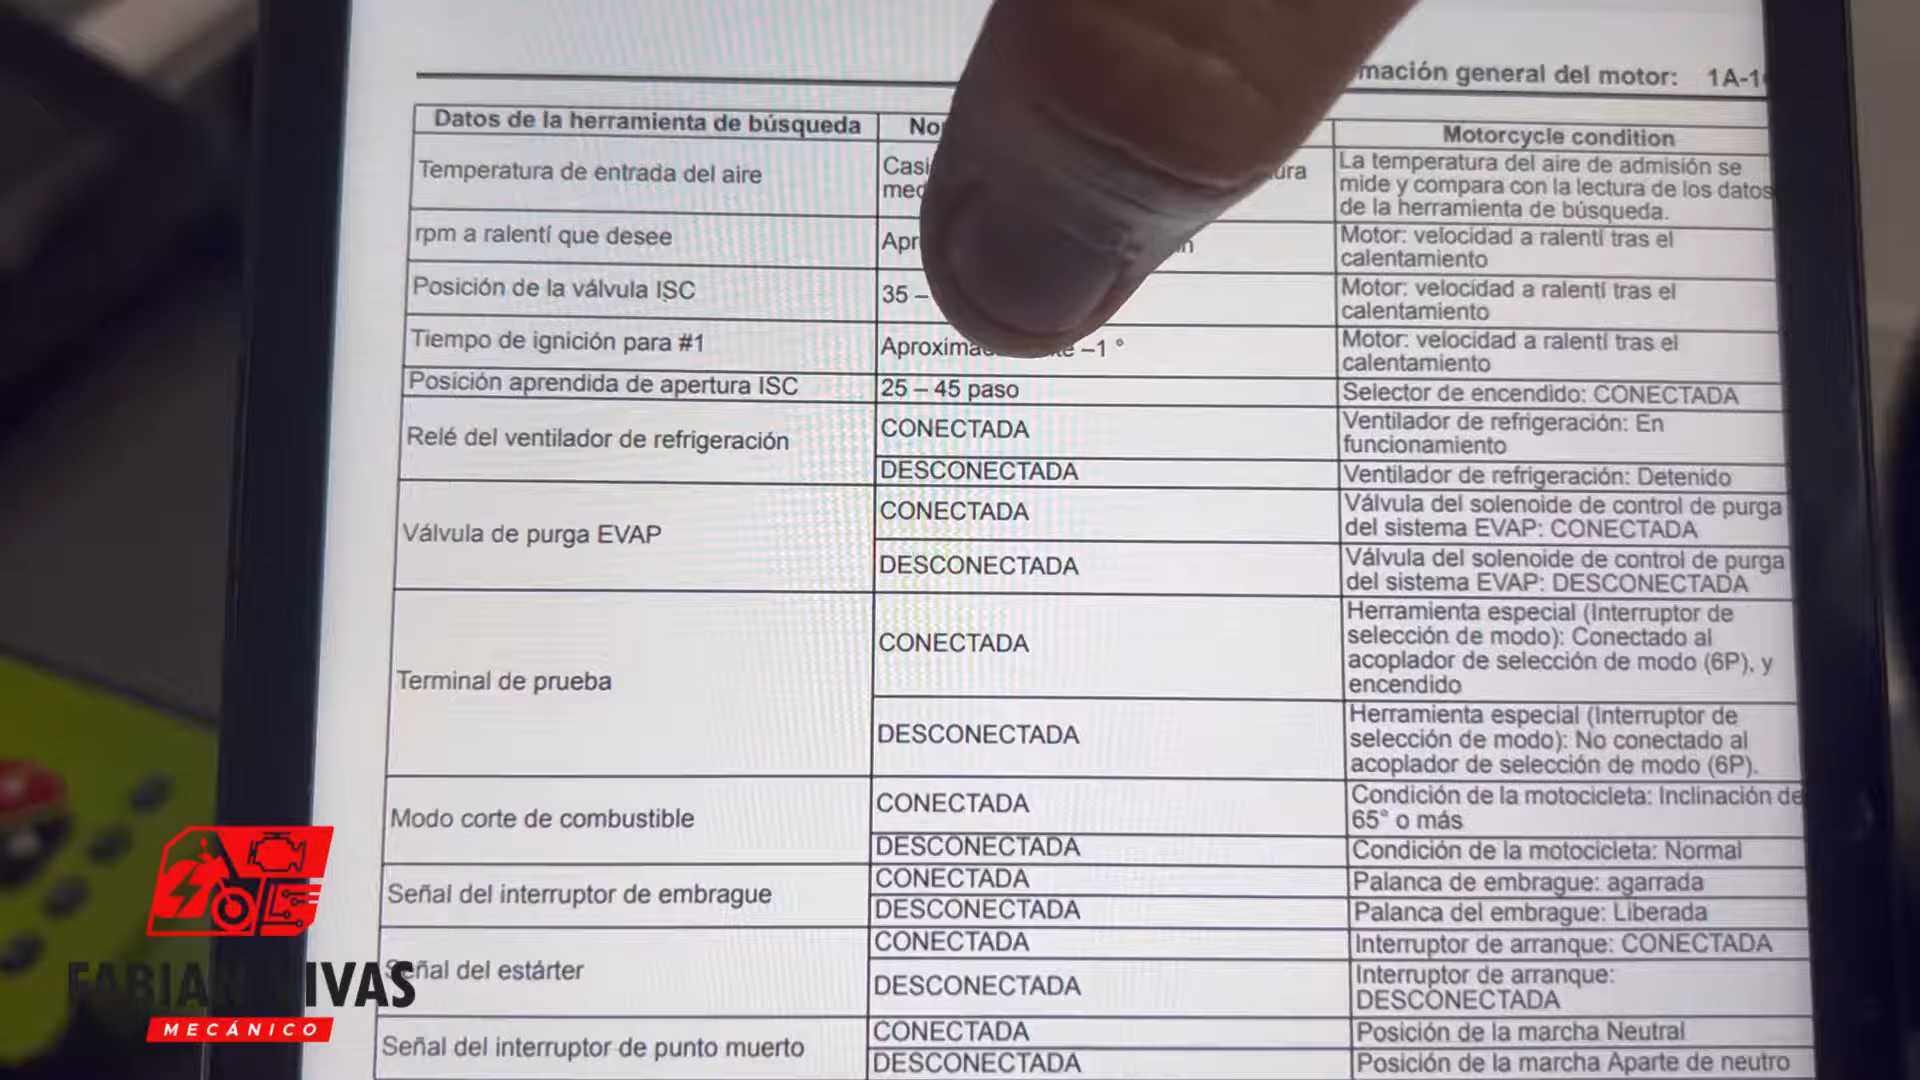 mación general del motor: 1A-1
Datos de la herramienta de búsqueda
Motorcycle condition
Temperatura de entrada del aire
Casi
La temperatura del aire de admisión se
mide y compara con la lectura de los datos
de la herramienta de búsqueda.
rpm a ralentí que desee
Motor: velocidad a ralentí tras el
calentamiento
Posición de la válvula ISC
35 –
Motor: velocidad a ralentí tras el
calentamiento
Tiempo de ignición para #1
–1 °
Motor: velocidad a ralentí tras el
calentamiento
Posición aprendida de apertura ISC
25 – 45 paso
Selector de encendido: CONECTADA
Relé del ventilador de refrigeración
CONECTADA
Ventilador de refrigeración: En
funcionamiento
DESCONECTADA
Ventilador de refrigeración: Detenido
Válvula de purga EVAP
CONECTADA
Válvula del solenoide de control de purga
del sistema EVAP: CONECTADA
DESCONECTADA
Válvula del solenoide de control de purga
del sistema EVAP: DESCONECTADA
Terminal de prueba
CONECTADA
Herramienta especial (Interruptor de
selección de modo): Conectado al
acoplador de selección de modo (6P), y
encendido
DESCONECTADA
Herramienta especial (Interruptor de
selección de modo): No conectado al
acoplador de selección de modo (6P).
Modo corte de combustible
CONECTADA
Condición de la motocicleta: Inclinación de
65° o más
DESCONECTADA
Condición de la motocicleta: Normal
Señal del interruptor de embrague
CONECTADA
Palanca de embrague: agarrada
DESCONECTADA
Palanca del embrague: Liberada
Señal del estárter
CONECTADA
Interruptor de arranque: CONECTADA
DESCONECTADA
Interruptor de arranque:
DESCONECTADA
Señal del interruptor de punto muerto
CONECTADA
Posición de la marcha Neutral
DESCONECTADA
Posición de la marcha Aparte de neutro
FABIAN VIVAS
MECÁNICO